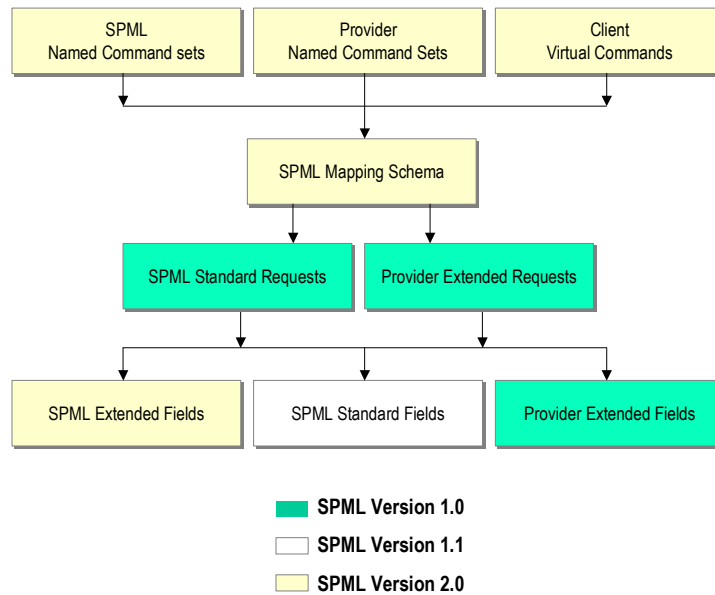 SPML
Named Command sets
Provider
Named Command Sets
Client
Virtual Commands
SPML Mapping Schema
SPML Standard Requests
Provider Extended Requests
SPML Extended Fields
SPML Standard Fields
Provider Extended Fields
SPML Version 1.0
SPML Version 1.1
SPML Version 2.0